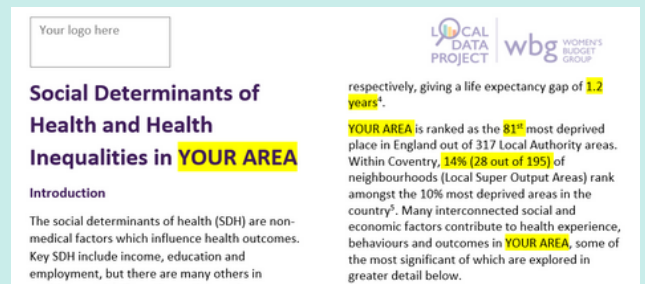 Your logo here
LOCAL
DATA
PROJECT
wbg WOMEN'S
BUDGET
GROUP
Social Determinants of
Health and Health
Inequalities in YOUR AREA
Introduction
The social determinants of health (SDH) are non-
medical factors which influence health outcomes.
Key SDH include income, education and
employment, but there are many others in
respectively, giving a life expectancy gap of 1.2
years⁴.
YOUR AREA is ranked as the 81ˢᵗ most deprived
place in England out of 317 Local Authority areas.
Within Coventry, 14% (28 out of 195) of
neighbourhoods (Local Super Output Areas) rank
amongst the 10% most deprived areas in the
country⁵. Many interconnected social and
economic factors contribute to health experience,
behaviours and outcomes in YOUR AREA, some of
the most significant of which are explored in
greater detail below.